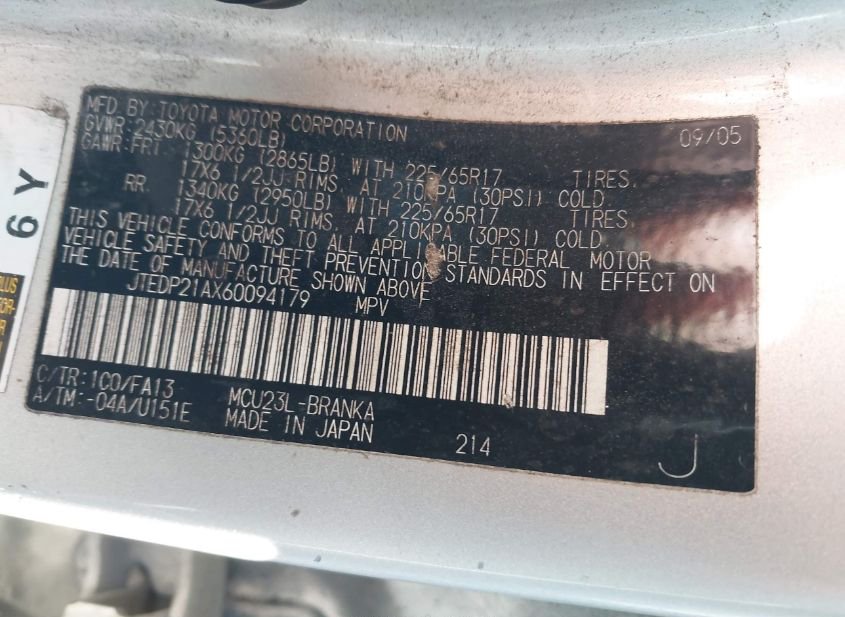 MFD BY: TOYOTA MOTOR CORPORATION 09/05
GVWR: 2430KG (5360LB)
GAWR: FRT. 1300KG (2865LB) WITH 225/65R17 TIRES,
17X6 1/2JJ RIMS, AT 210KPA (30PSI) COLD.
RR. 1340KG (2950LB) WITH 225/65R17 TIRES,
17X6 1/2JJ RIMS, AT 210KPA (30PSI) COLD.
THIS VEHICLE CONFORMS TO ALL APPLICABLE FEDERAL MOTOR
VEHICLE SAFETY AND THEFT PREVENTION STANDARDS IN EFFECT ON
THE DATE OF MANUFACTURE SHOWN ABOVE
JTEDP21AX60094179 MPV
C/TR:1C0/FA13 MCU23L-BRANKA
A/TM:-04A/U151E MADE IN JAPAN 214 J
6 Y